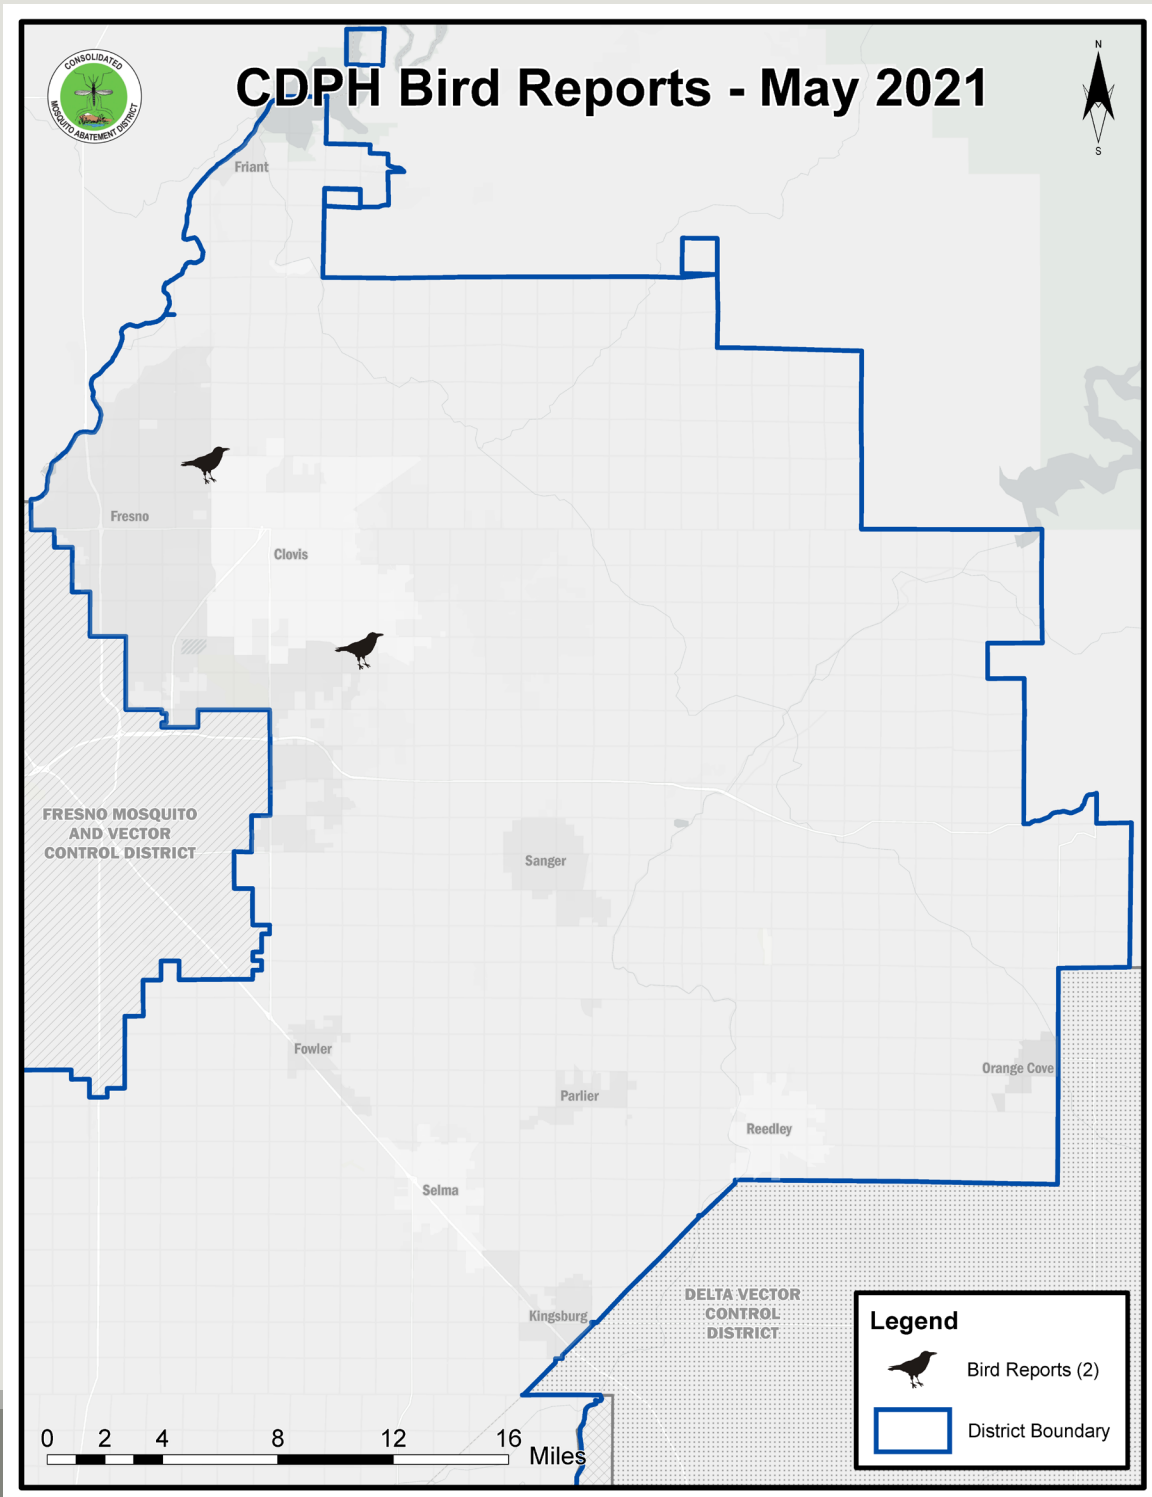 CONSOLIDATED
MOSQUITO ABATEMENT DISTRICT
CDPH Bird Reports - May 2021
N
S
Friant
Fresno
Clovis
FRESNO MOSQUITO
AND VECTOR
CONTROL DISTRICT
Sanger
Fowler
Orange Cove
Parlier
Reedley
Selma
Kingsburg
DELTA VECTOR
CONTROL
DISTRICT
Legend
Bird Reports (2)
District Boundary
0 2 4 8 12 16
Miles